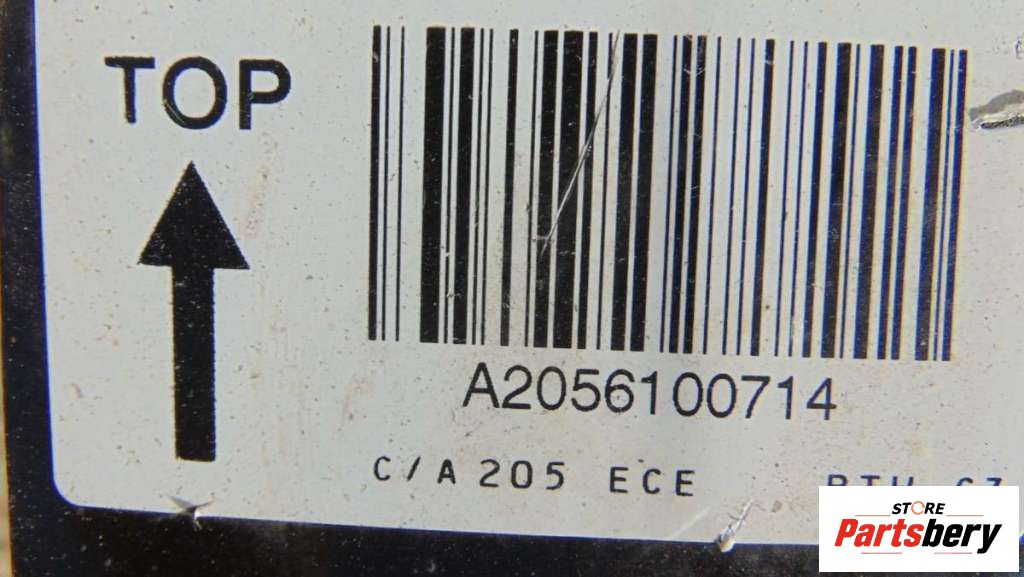 TOP
A2056100714
C/A 205 ECE
STORE
Partsbery